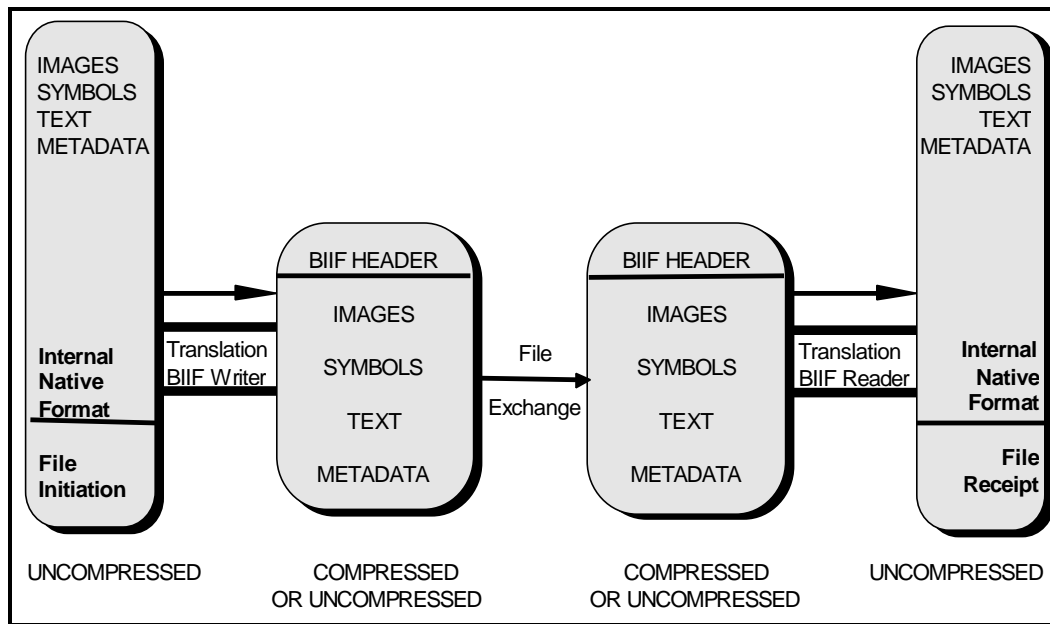 IMAGES
SYMBOLS
TEXT
METADATA
Internal
Native
Format
File
Initiation
UNCOMPRESSED
Translation
BIIF Writer
BIIF HEADER
IMAGES
SYMBOLS
TEXT
METADATA
COMPRESSED
OR UNCOMPRESSED
File
Exchange
BIIF HEADER
IMAGES
SYMBOLS
TEXT
METADATA
COMPRESSED
OR UNCOMPRESSED
Translation
BIIF Reader
IMAGES
SYMBOLS
TEXT
METADATA
Internal
Native
Format
File
Receipt
UNCOMPRESSED